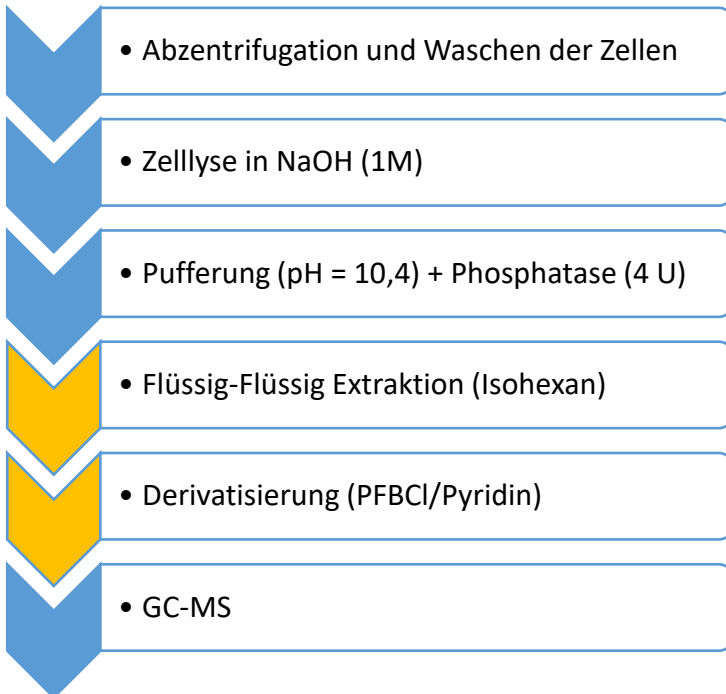 • Abzentrifugation und Waschen der Zellen
• Zelllyse in NaOH (1M)
• Pufferung (pH = 10,4) + Phosphatase (4 U)
• Flüssig-Flüssig Extraktion (Isohexan)
• Derivatisierung (PFBCl/Pyridin)
• GC-MS